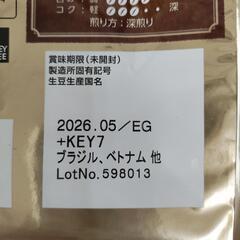 コク:軽 深
煎り方:深煎り
賞味期限(未開封)
製造所固有記号
生豆生産国名
2026.05/EG
+KEY7
ブラジル、ベトナム 他
LotNo.598013